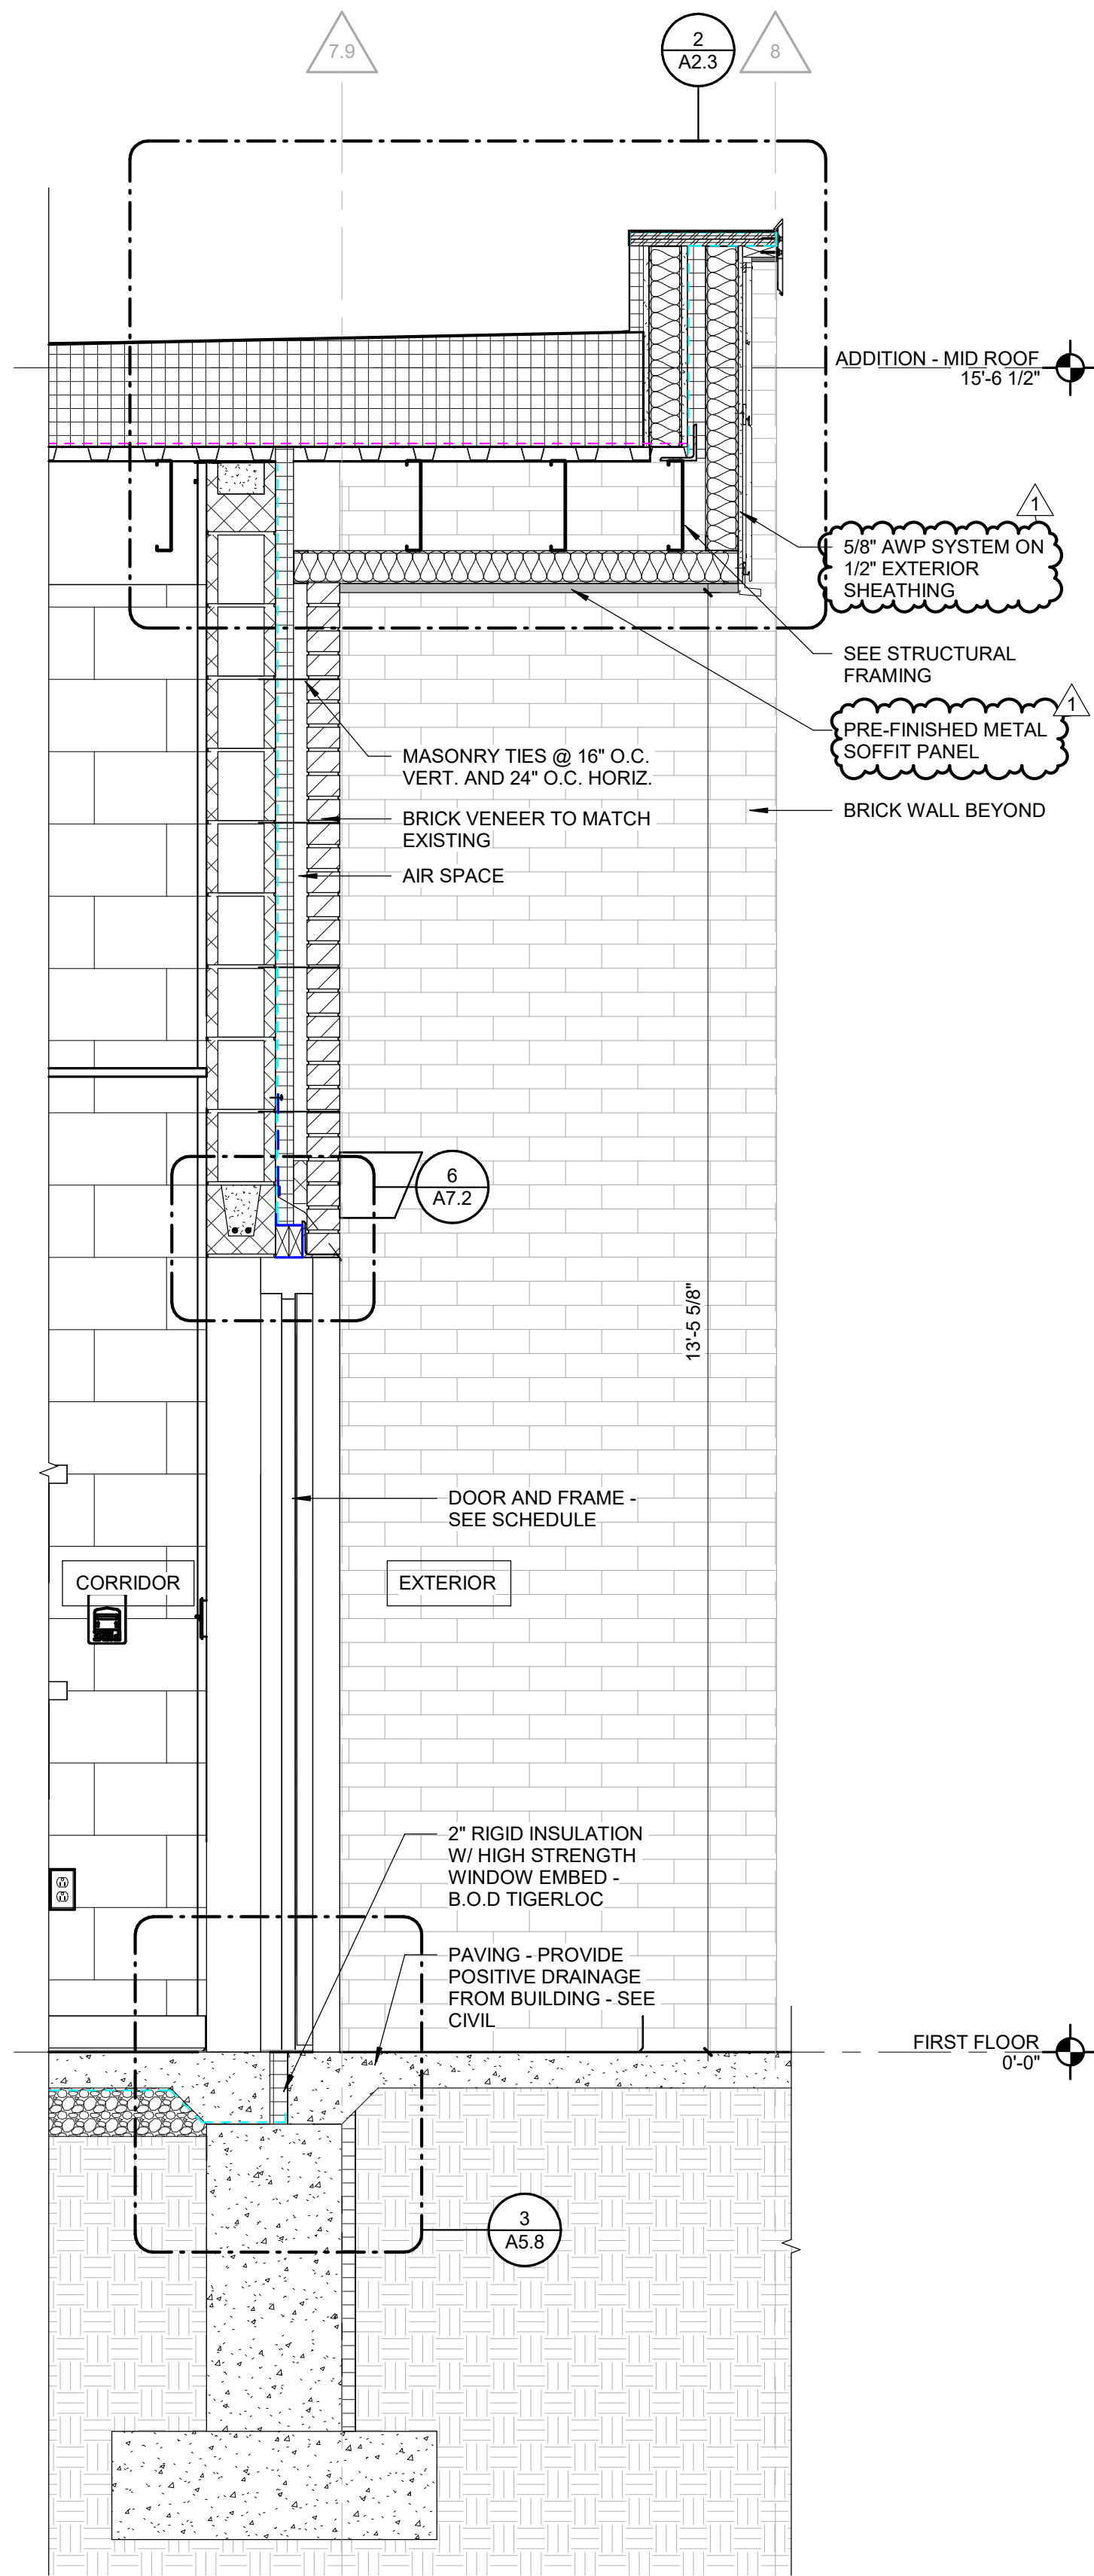 7.9
2
A2.3
8
ADDITION - MID ROOF
15'-6 1/2"
1
5/8" AWP SYSTEM ON
1/2" EXTERIOR
SHEATHING
SEE STRUCTURAL
FRAMING
1
PRE-FINISHED METAL
SOFFIT PANEL
MASONRY TIES @ 16" O.C.
VERT. AND 24" O.C. HORIZ.
BRICK WALL BEYOND
BRICK VENEER TO MATCH
EXISTING
AIR SPACE
6
A7.2
13'-5 5/8"
DOOR AND FRAME -
SEE SCHEDULE
CORRIDOR
EXTERIOR
2" RIGID INSULATION
W/ HIGH STRENGTH
WINDOW EMBED -
B.O.D TIGERLOC
PAVING - PROVIDE
POSITIVE DRAINAGE
FROM BUILDING - SEE
CIVIL
FIRST FLOOR
0'-0"
3
A5.8